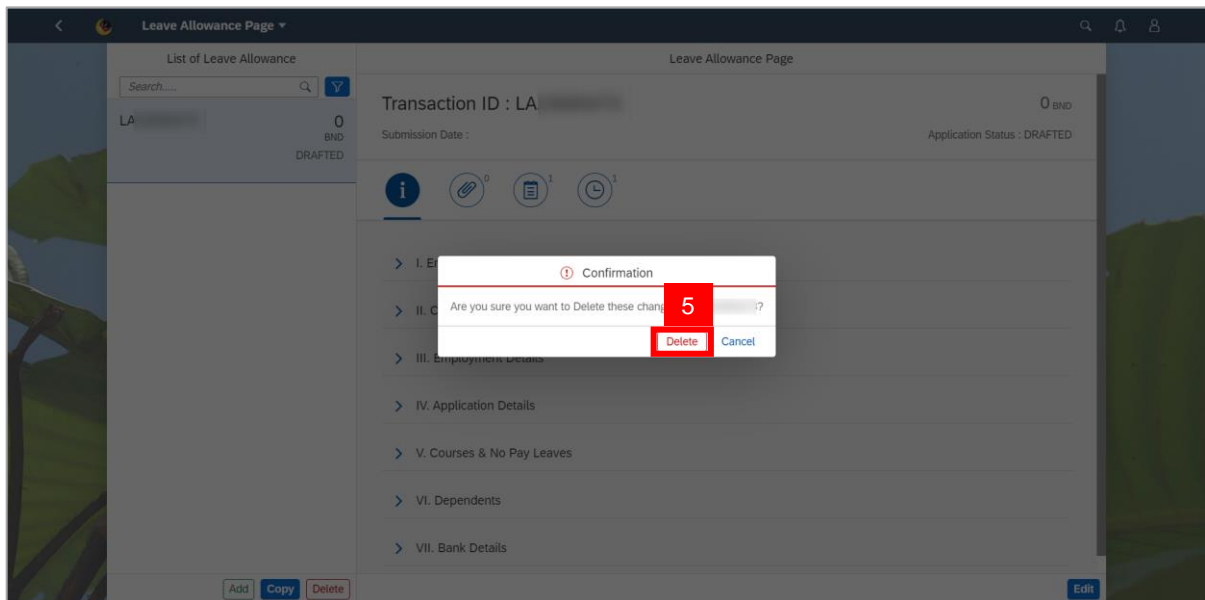 Leave Allowance Page
List of Leave Allowance
Leave Allowance Page
Search.....
LA
0
BND
DRAFTED
Transaction ID : LA
0 BND
Submission Date :
Application Status : DRAFTED
i
0
1
1
I. E
Confirmation
II. C
Are you sure you want to Delete these ?
5
Delete Cancel
III. Employment Details
IV. Application Details
V. Courses & No Pay Leaves
VI. Dependents
VII. Bank Details
Add Copy Delete
Edit